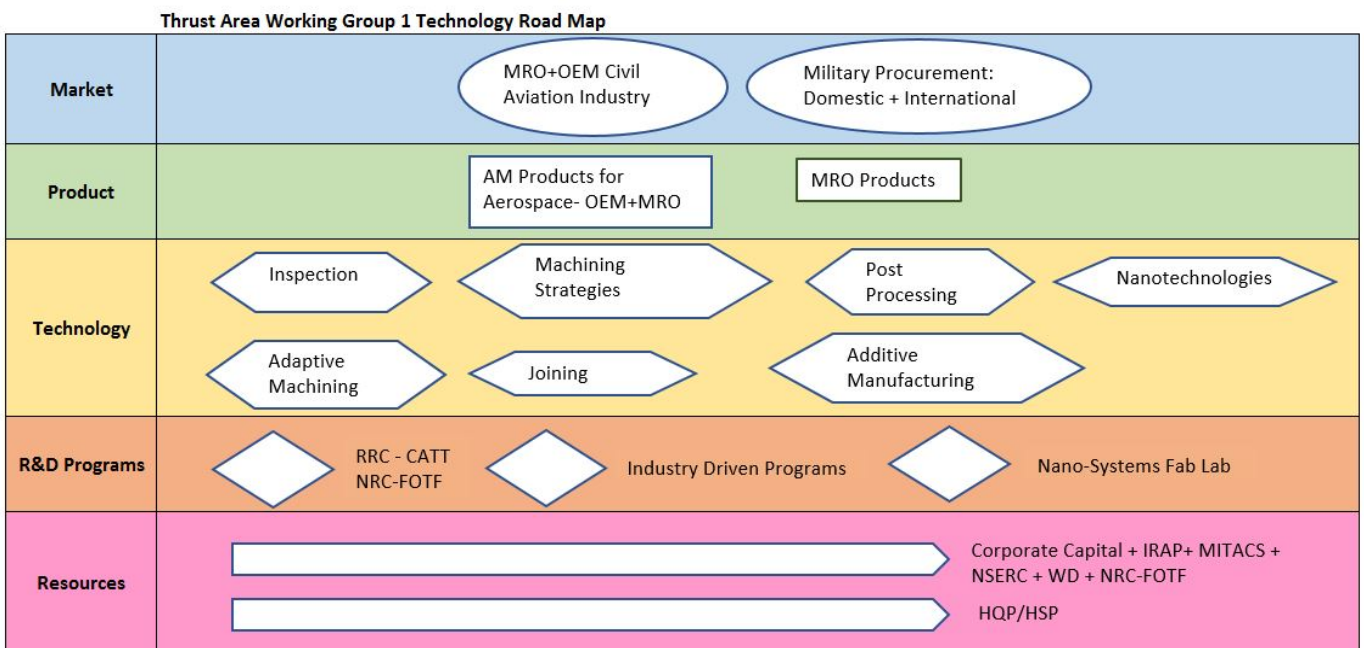 Thrust Area Working Group 1 Technology Road Map
Market
MRO+OEM Civil
Aviation Industry
Military Procurement:
Domestic + International
Product
AM Products for
Aerospace- OEM+MRO
MRO Products
Technology
Inspection
Machining
Strategies
Post
Processing
Nanotechnologies
Adaptive
Machining
Joining
Additive
Manufacturing
R&D Programs
RRC - CATT
NRC-FOTF
Industry Driven Programs
Nano-Systems Fab Lab
Resources
Corporate Capital + IRAP+ MITACS +
NSERC + WD + NRC-FOTF
HQP/HSP